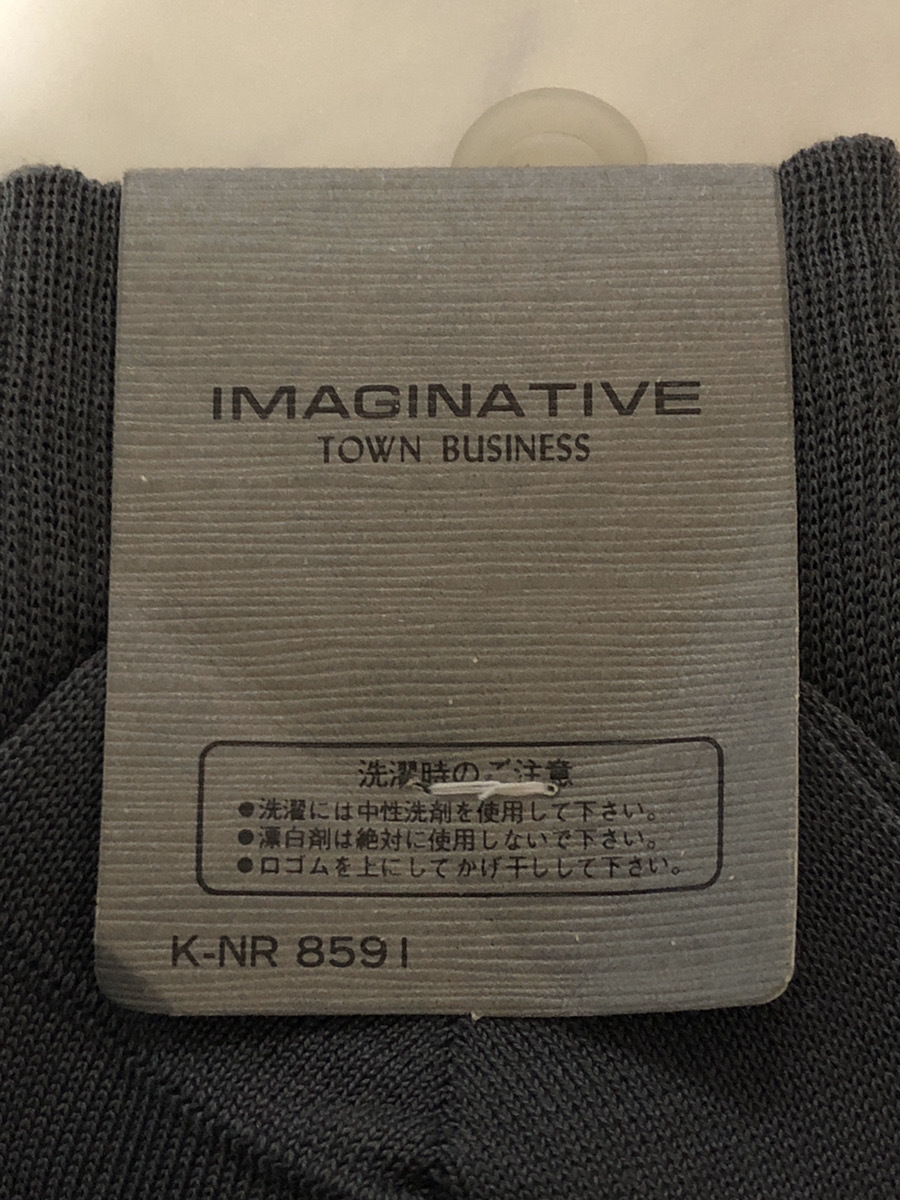 IMAGINATIVE
TOWN BUSINESS
洗濯時のご注意
●洗濯には中性洗剤を使用して下さい。
●漂白剤は絶対に使用しないで下さい。
●口ゴムを上にしてかげ干しして下さい。
K-NR 8591